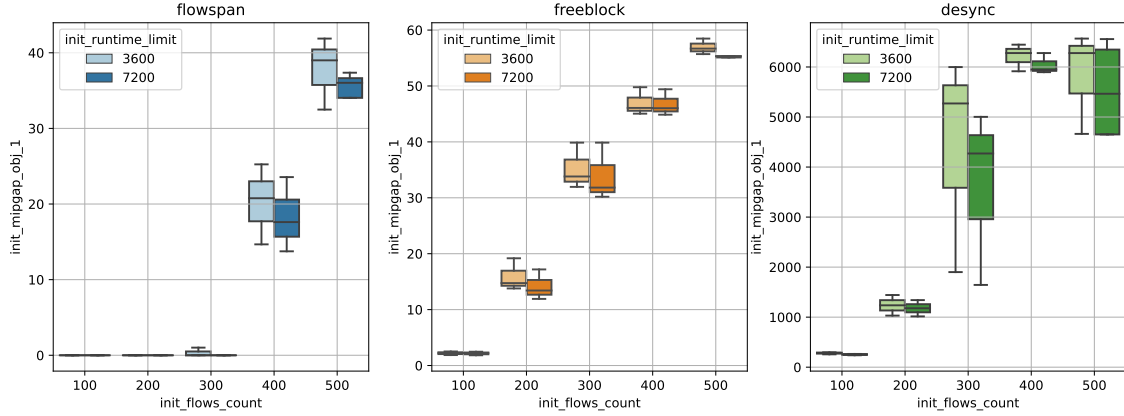 flowspan
init_mipgap_obj_1
40
30
20
10
0
init_runtime_limit
3600
7200
100 200 300 400 500
init_flows_count
freeblock
init_mipgap_obj_1
60
50
40
30
20
10
0
init_runtime_limit
3600
7200
100 200 300 400 500
init_flows_count
desync
init_mipgap_obj_1
6000
5000
4000
3000
2000
1000
0
init_runtime_limit
3600
7200
100 200 300 400 500
init_flows_count